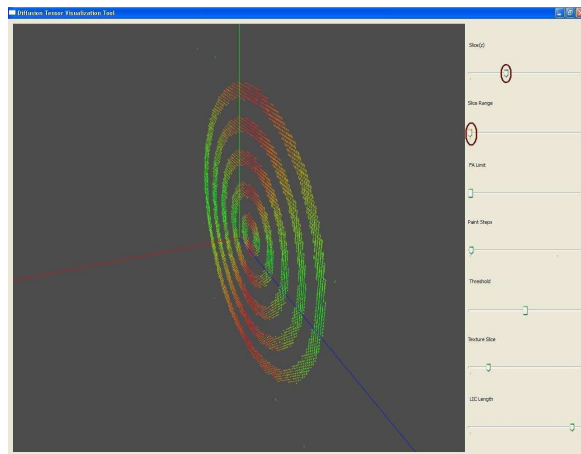 Diffusion Tensor Visualization Tool
Slice(z)
Slice Range
FA Limit
Paint Steps
Threshold
Texture Slice
LIC Length